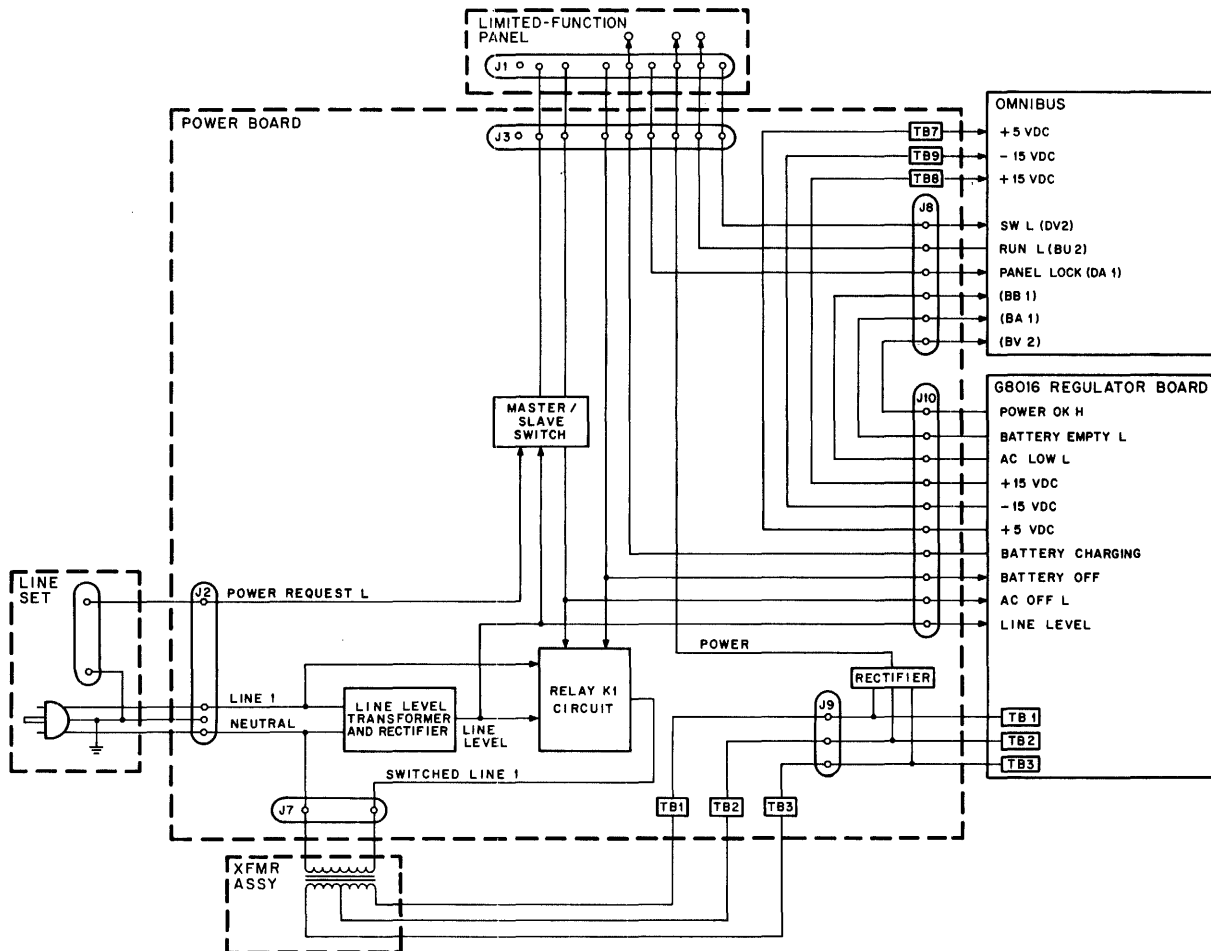 LIMITED-FUNCTION
PANEL
J1
POWER BOARD
J3
OMNIBUS
TB7
+5 VDC
TB9
-15 VDC
TB8
+15 VDC
J8
SW L (DV2)
RUN L (BU 2)
PANEL LOCK (DA 1)
(BB 1)
(BA 1)
(BV 2)
G8016 REGULATOR BOARD
J10
POWER OK H
BATTERY EMPTY L
AC LOW L
+15 VDC
-15 VDC
+5 VDC
BATTERY CHARGING
BATTERY OFF
AC OFF L
LINE LEVEL
MASTER /
SLAVE
SWITCH
LINE
SET
J2
POWER REQUEST L
LINE 1
NEUTRAL
LINE LEVEL
TRANSFORMER
AND RECTIFIER
LINE
LEVEL
RELAY K1
CIRCUIT
POWER
RECTIFIER
J9
TB 1
TB2
TB3
SWITCHED LINE 1
J7
TB1
TB2
TB3
XFMR
ASSY